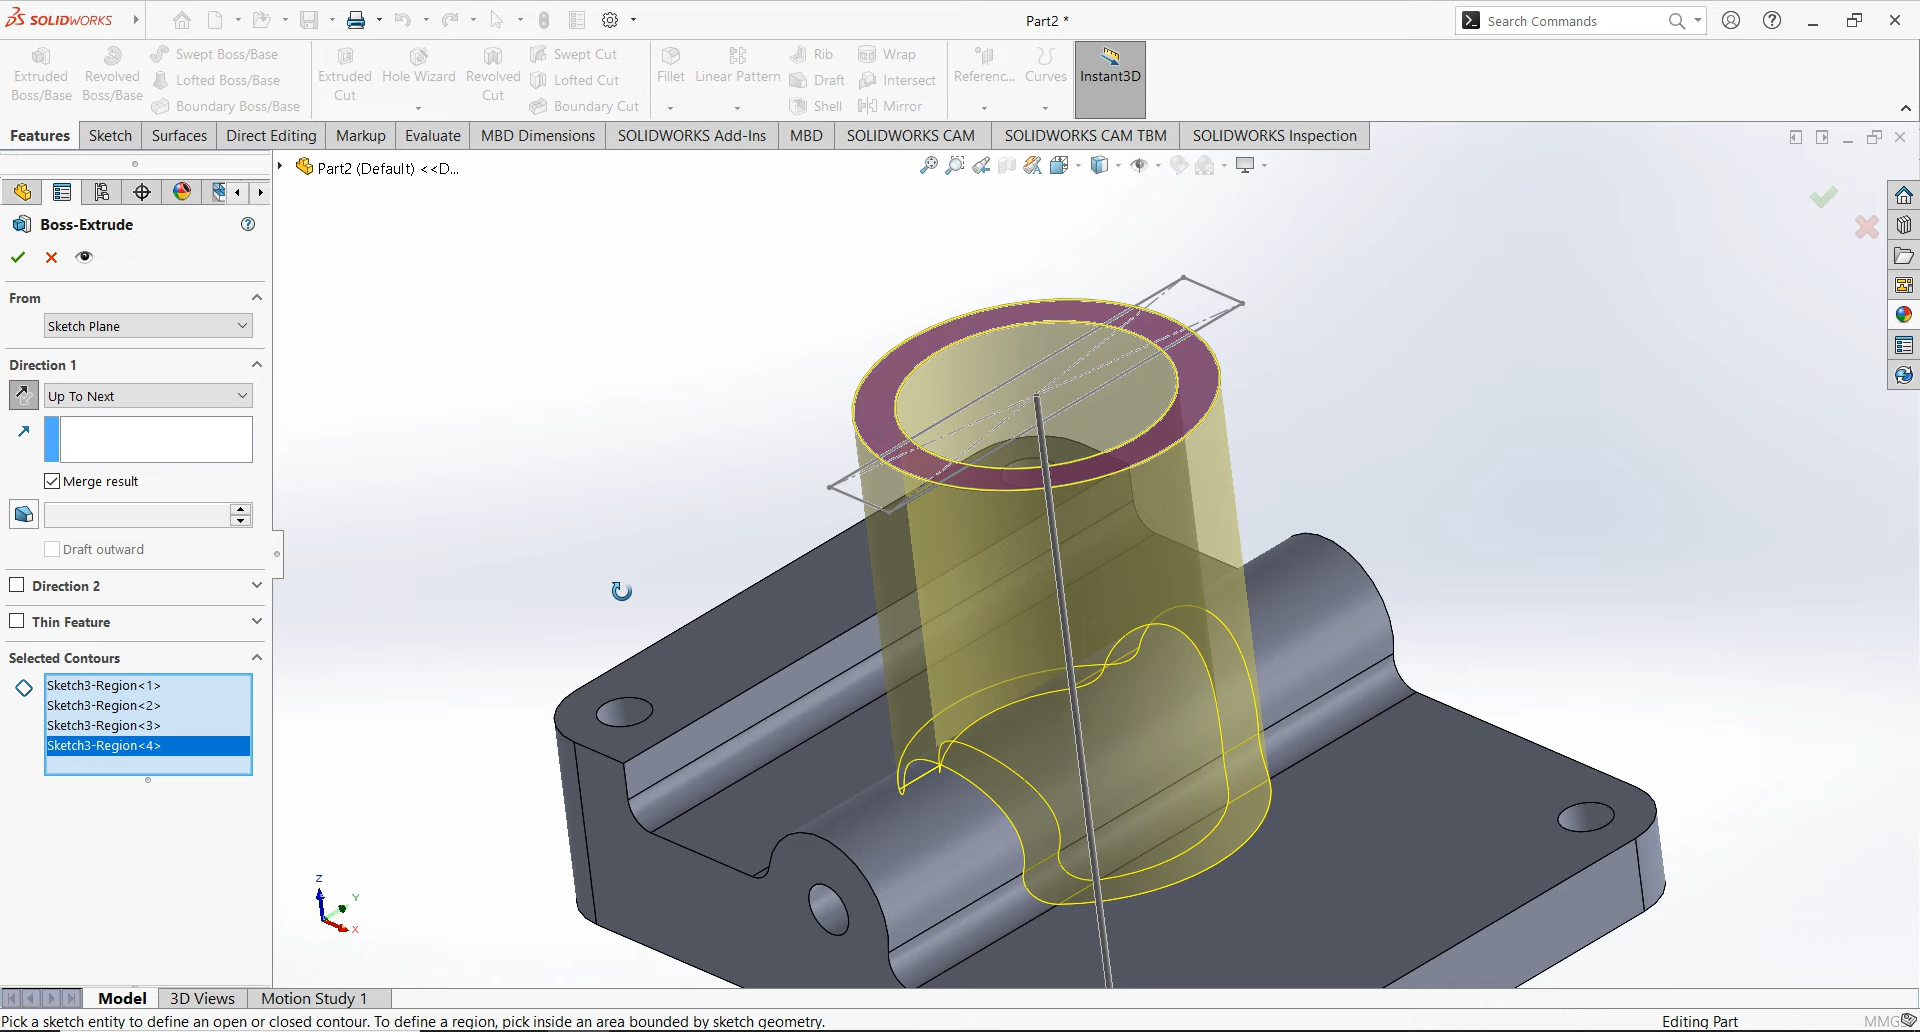 SOLIDWORKS
Part2 *
Search Commands
Extruded Boss/Base
Revolved Boss/Base
Swept Boss/Base
Lofted Boss/Base
Boundary Boss/Base
Extruded Cut
Hole Wizard
Revolved Cut
Swept Cut
Lofted Cut
Boundary Cut
Fillet
Linear Pattern
Rib
Draft
Shell
Wrap
Intersect
Mirror
Referenc...
Curves
Instant3D
Features
Sketch
Surfaces
Direct Editing
Markup
Evaluate
MBD Dimensions
SOLIDWORKS Add-Ins
MBD
SOLIDWORKS CAM
SOLIDWORKS CAM TBM
SOLIDWORKS Inspection
Part2 (Default) <<D...
Boss-Extrude
From
Sketch Plane
Direction 1
Up To Next
Merge result
Draft outward
Direction 2
Thin Feature
Selected Contours
Sketch3-Region<1>
Sketch3-Region<2>
Sketch3-Region<3>
Sketch3-Region<4>
Z
Y
X
Model
3D Views
Motion Study 1
Pick a sketch entity to define an open or closed contour. To define a region, pick inside an area bounded by sketch geometry.
Editing Part